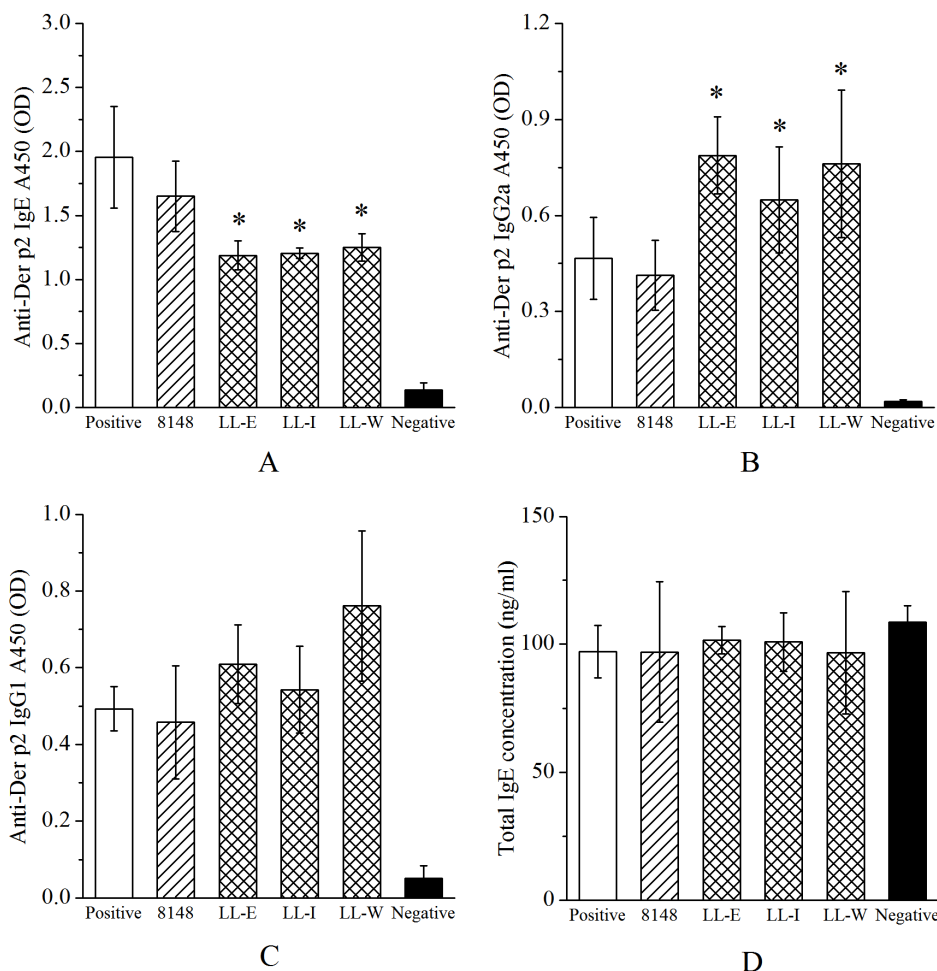 Anti-Der p2 IgE A450 (OD)
2.5
2.0
1.5
1.0
0.5
0.0
* * *
Positive 8148 LL-E LL-I LL-W Negative
A
Anti-Der p2 IgG2a A450 (OD)
1.2
0.9
0.6
0.3
0.0
* * *
Positive 8148 LL-E LL-I LL-W Negative
B
Anti-Der p2 IgG1 A450 (OD)
1.0
0.8
0.6
0.4
0.2
0.0
Positive 8148 LL-E LL-I LL-W Negative
C
Total IgE concentration (ng/ml)
150
100
50
0
Positive 8148 LL-E LL-I LL-W Negative
D